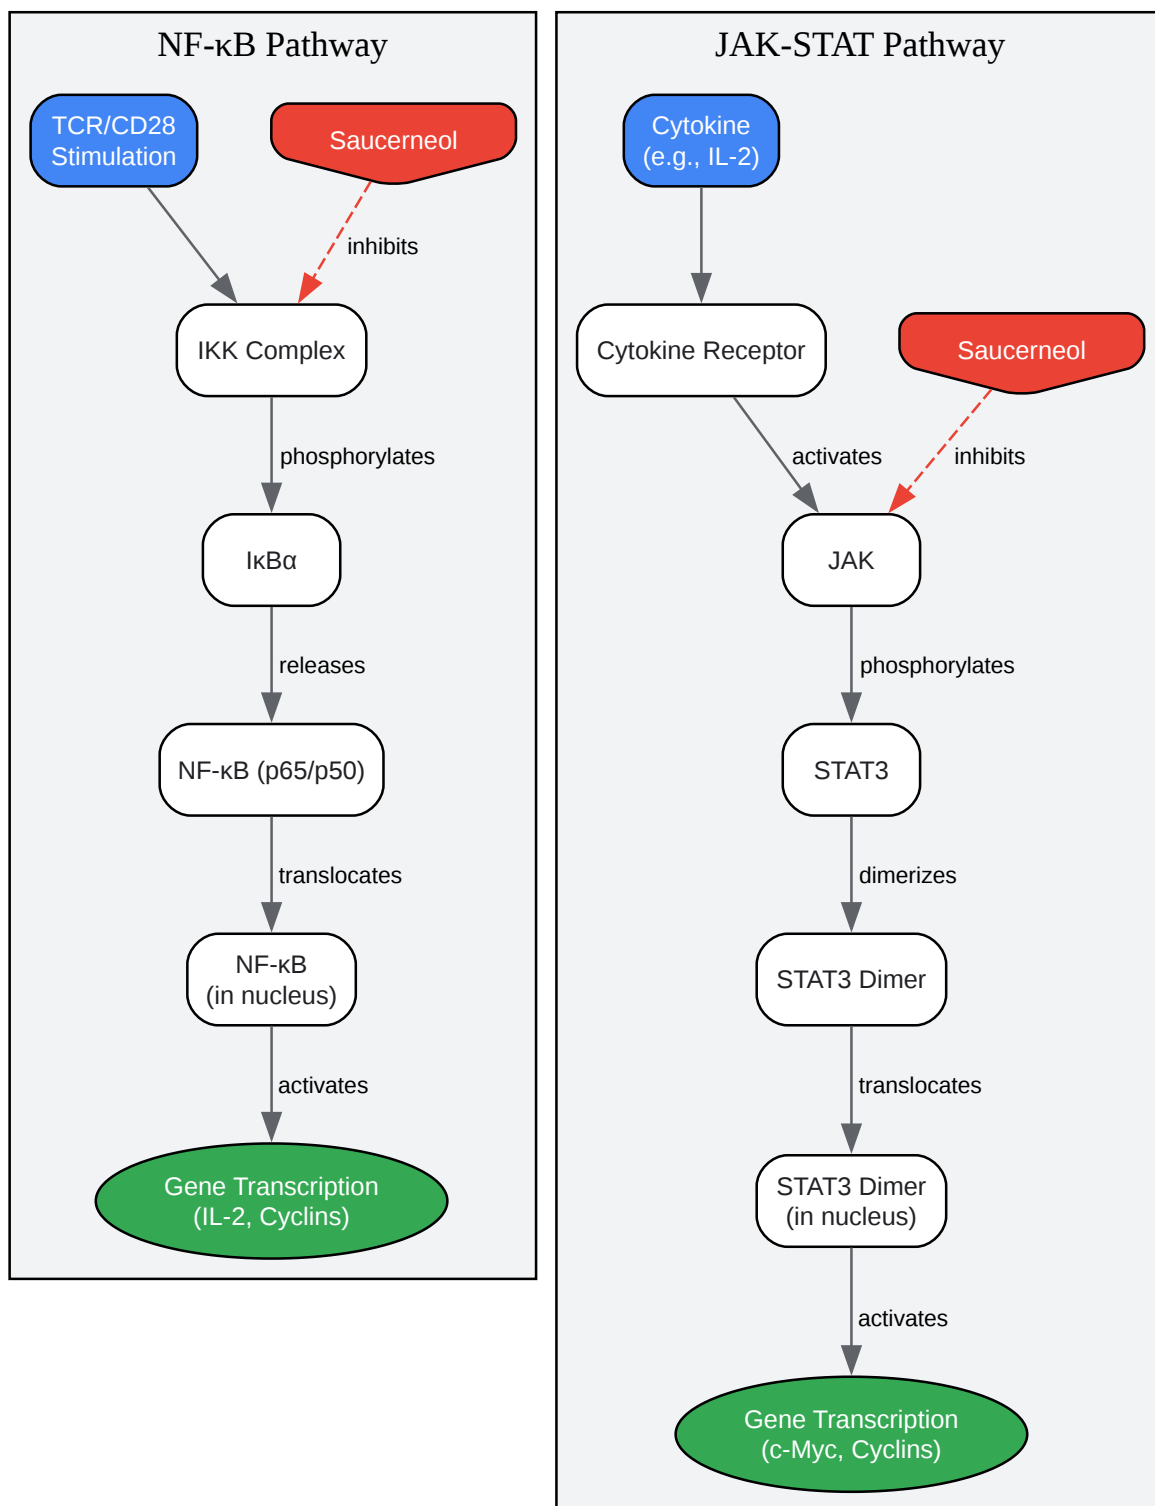 NF-κB Pathway
TCR/CD28
Stimulation
Saucerneol
inhibits
IKK Complex
phosphorylates
IκBα
releases
NF-κB (p65/p50)
translocates
NF-κB
(in nucleus)
activates
Gene Transcription
(IL-2, Cyclins)
JAK-STAT Pathway
Cytokine
(e.g., IL-2)
Cytokine Receptor
Saucerneol
activates
inhibits
JAK
phosphorylates
STAT3
dimerizes
STAT3 Dimer
translocates
STAT3 Dimer
(in nucleus)
activates
Gene Transcription
(c-Myc, Cyclins)